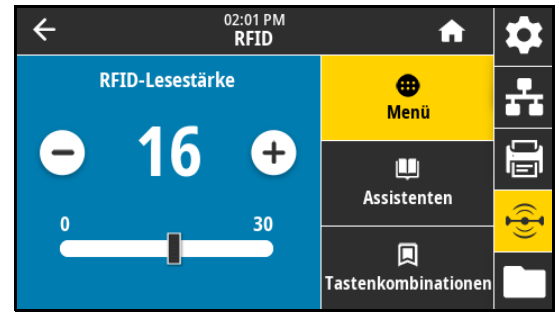 02:01 PM
RFID
RFID-Lesestärke
16
0 30
Menü
Assistenten
Tastenkombinationen